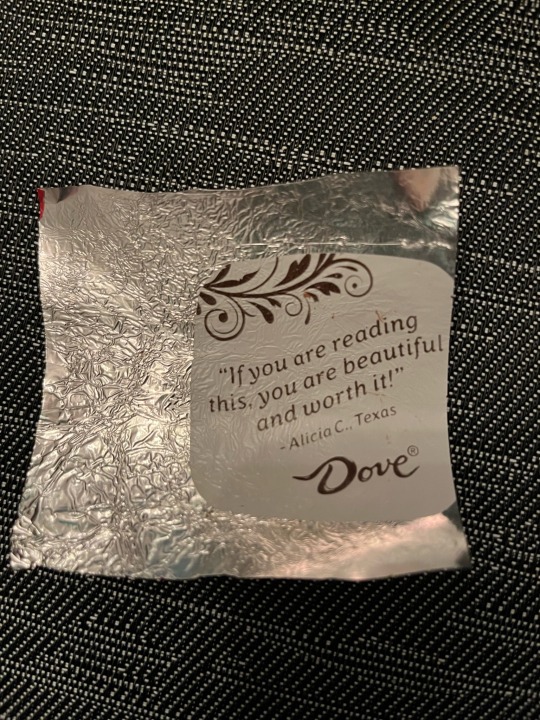 "If you are reading
this, you are beautiful
and worth it!"
- Alicia C., Texas
Dove®